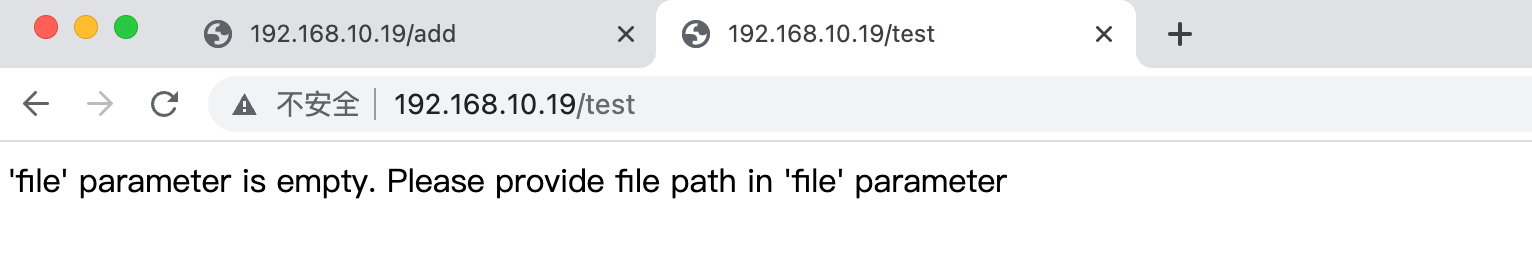 192.168.10.19/add
192.168.10.19/test
不安全 192.168.10.19/test
'file' parameter is empty. Please provide file path in 'file' parameter